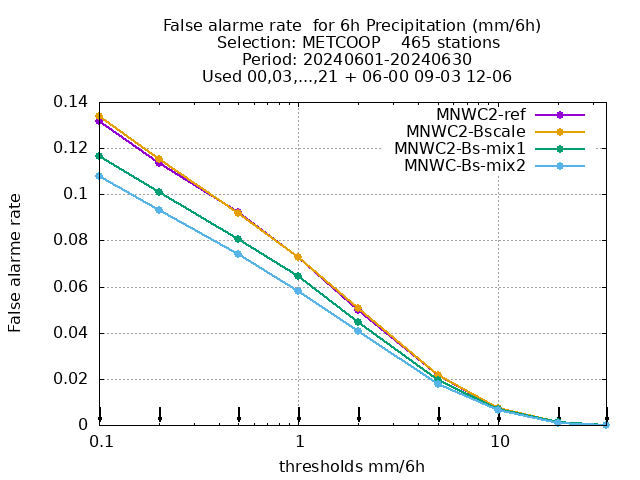 False alarme rate  for 6h Precipitation (mm/6h)
Selection: METCOOP    465 stations
Period: 20240601-20240630
Used 00,03,...,21 + 06-00 09-03 12-06
MNWC2-ref
MNWC2-Bscale
MNWC2-Bs-mix1
MNWC-Bs-mix2
False alarme rate
0.14
0.12
0.1
0.08
0.06
0.04
0.02
0
0.1 1 10
thresholds mm/6h